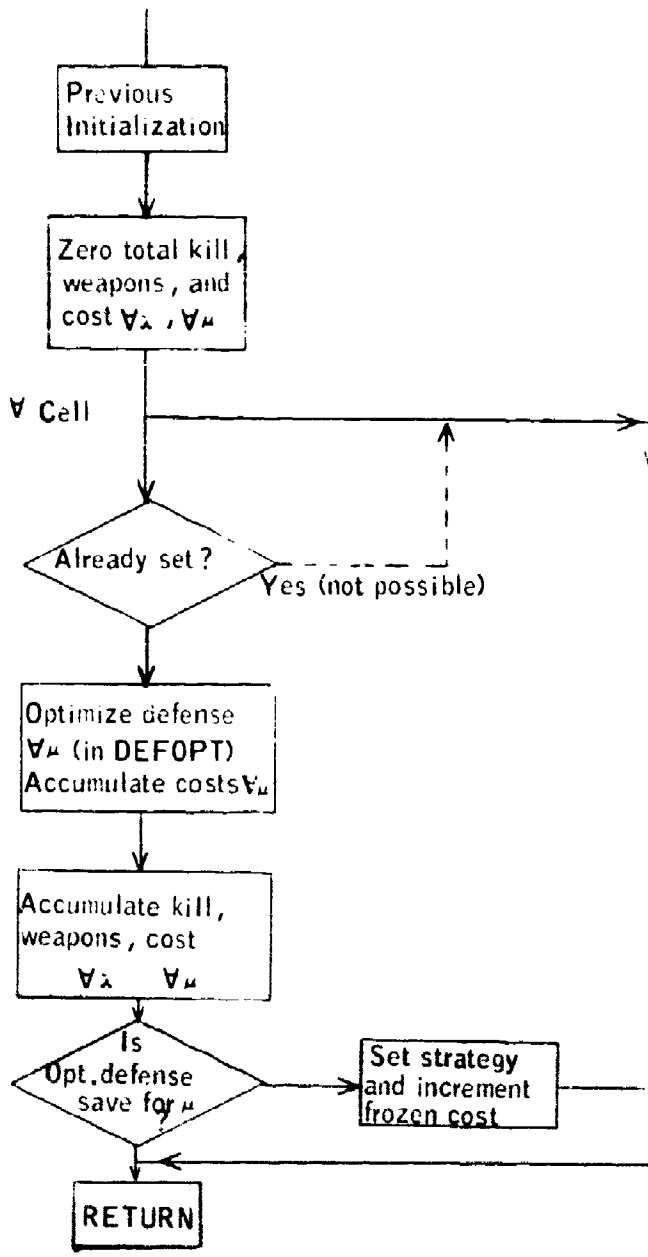 Previous
Initialization
Zero total kill,
weapons, and
cost ∀λ, ∀μ
∀ Cell
Already set?
Yes (not possible)
Optimize defense
∀μ (in DEFOPT)
Accumulate costs ∀μ
Accumulate kill,
weapons, cost
∀λ ∀μ
Is
Opt. defense
save for μ
?
Set strategy
and increment
frozen cost
RETURN